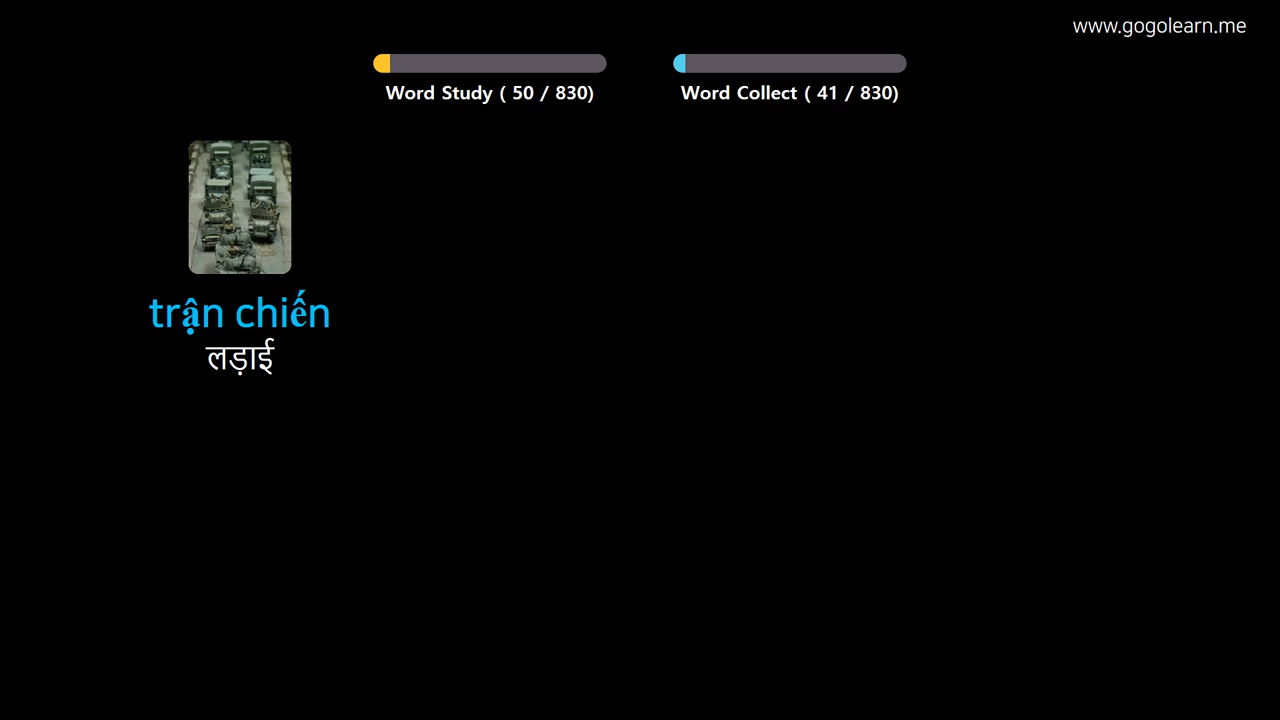 www.gogolearn.me
Word Study ( 50 / 830)
Word Collect ( 41 / 830)
trận chiến
लड़ाई